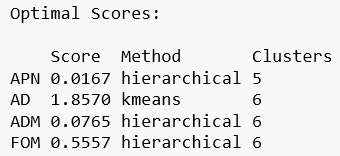 Optimal Scores:

    Score  Method       Clusters
APN 0.0167 hierarchical 5
AD  1.8570 kmeans       6
ADM 0.0765 hierarchical 6
FOM 0.5557 hierarchical 6